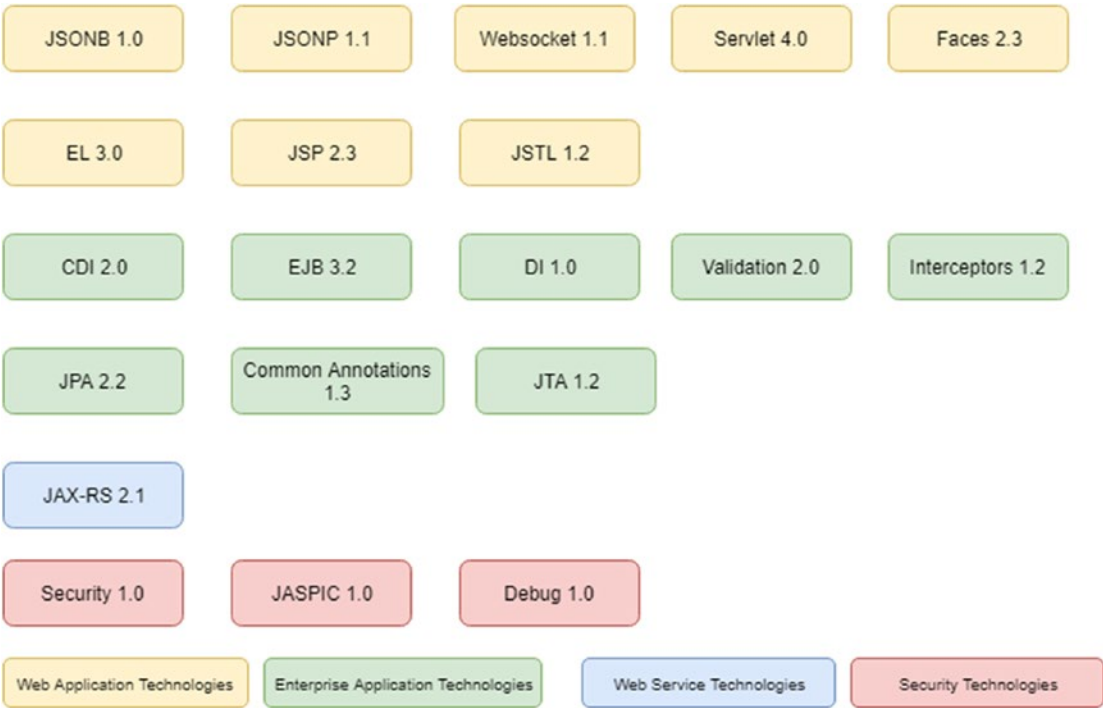 JSONB 1.0
JSONP 1.1
Websocket 1.1
Servlet 4.0
Faces 2.3
EL 3.0
JSP 2.3
JSTL 1.2
CDI 2.0
EJB 3.2
DI 1.0
Validation 2.0
Interceptors 1.2
JPA 2.2
Common Annotations
1.3
JTA 1.2
JAX-RS 2.1
Security 1.0
JASPIC 1.0
Debug 1.0
Web Application Technologies
Enterprise Application Technologies
Web Service Technologies
Security Technologies